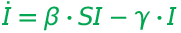 İ = β · SI − γ · I